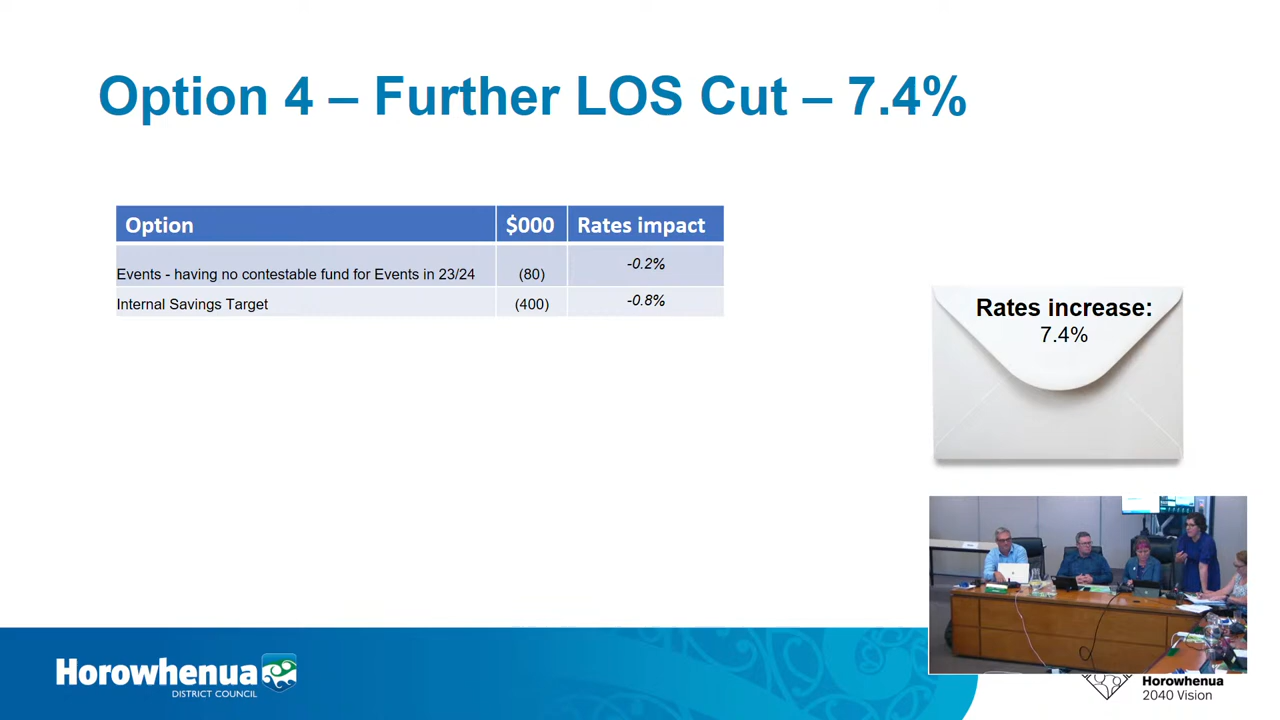 Option 4 – Further LOS Cut – 7.4%
Option $000 Rates impact
Events - having no contestable fund for Events in 23/24 (80) -0.2%
Internal Savings Target (400) -0.8%
Rates increase:
7.4%
Horowhenua
DISTRICT COUNCIL
Horowhenua
2040 Vision